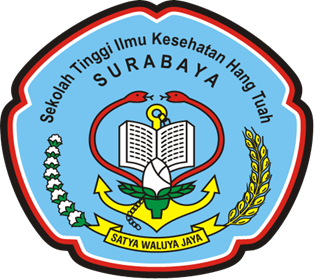 Sekolah Tinggi Ilmu Kesehatan Hang Tuah
SURABAYA
SATYA WALUYA JAYA